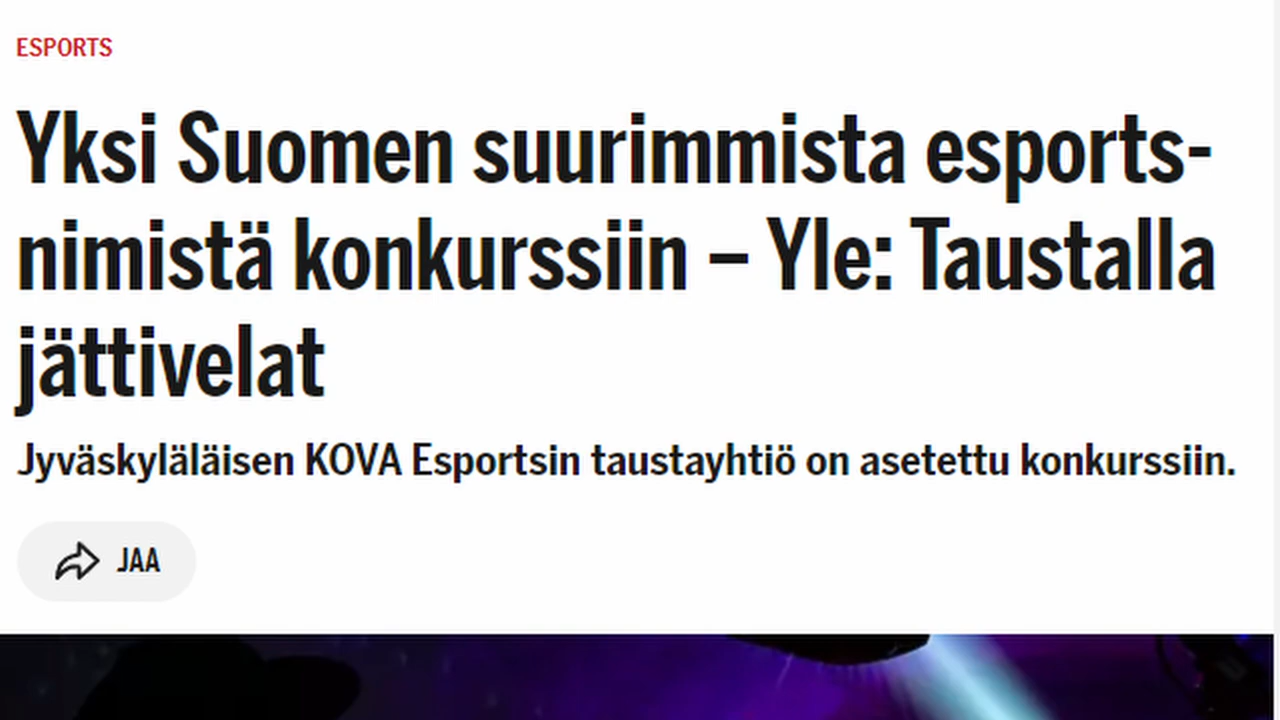 ESPORTS
Yksi Suomen suurimmista esports-
nimistä konkurssiin – Yle: Taustalla
jättivelat
Jyväskyläläisen KOVA Esportsin taustayhtiö on asetettu konkurssiin.
JAA